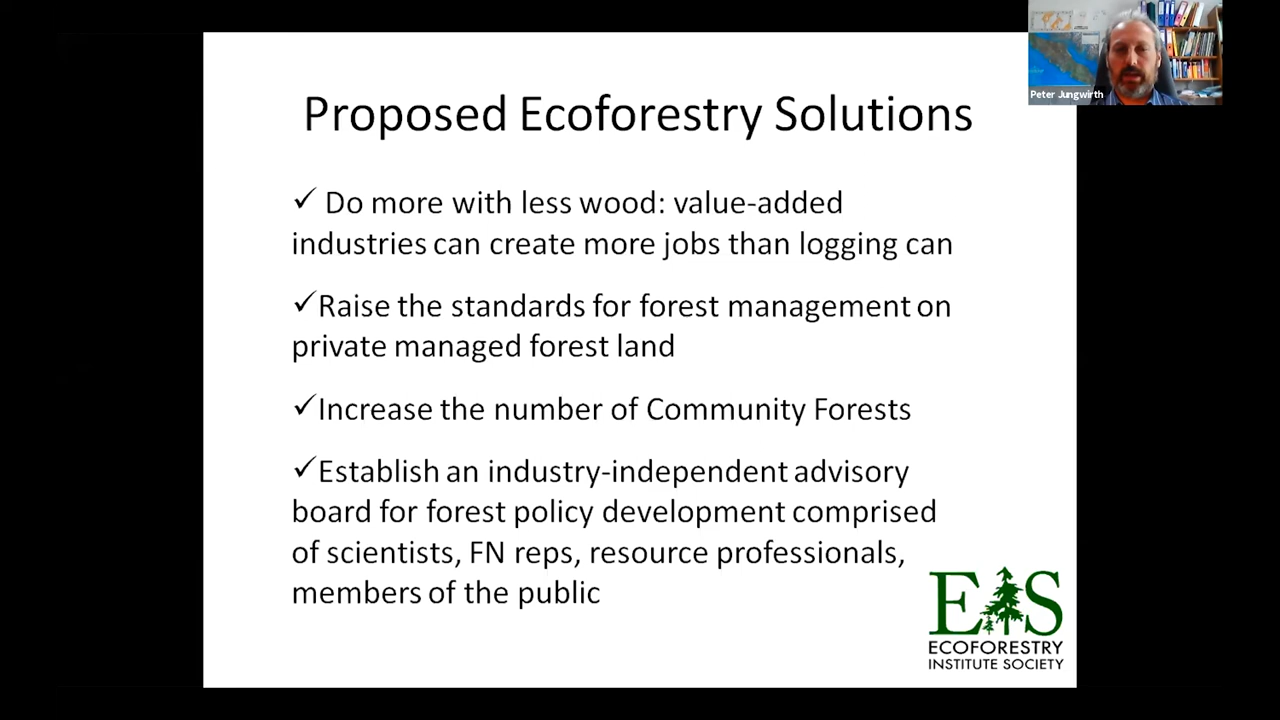 Peter Jungwirth
Proposed Ecoforestry Solutions
✓ Do more with less wood: value-added
industries can create more jobs than logging can
✓Raise the standards for forest management on
private managed forest land
✓Increase the number of Community Forests
✓Establish an industry-independent advisory
board for forest policy development comprised
of scientists, FN reps, resource professionals,
members of the public
EIS
ECOFORESTRY
INSTITUTE SOCIETY